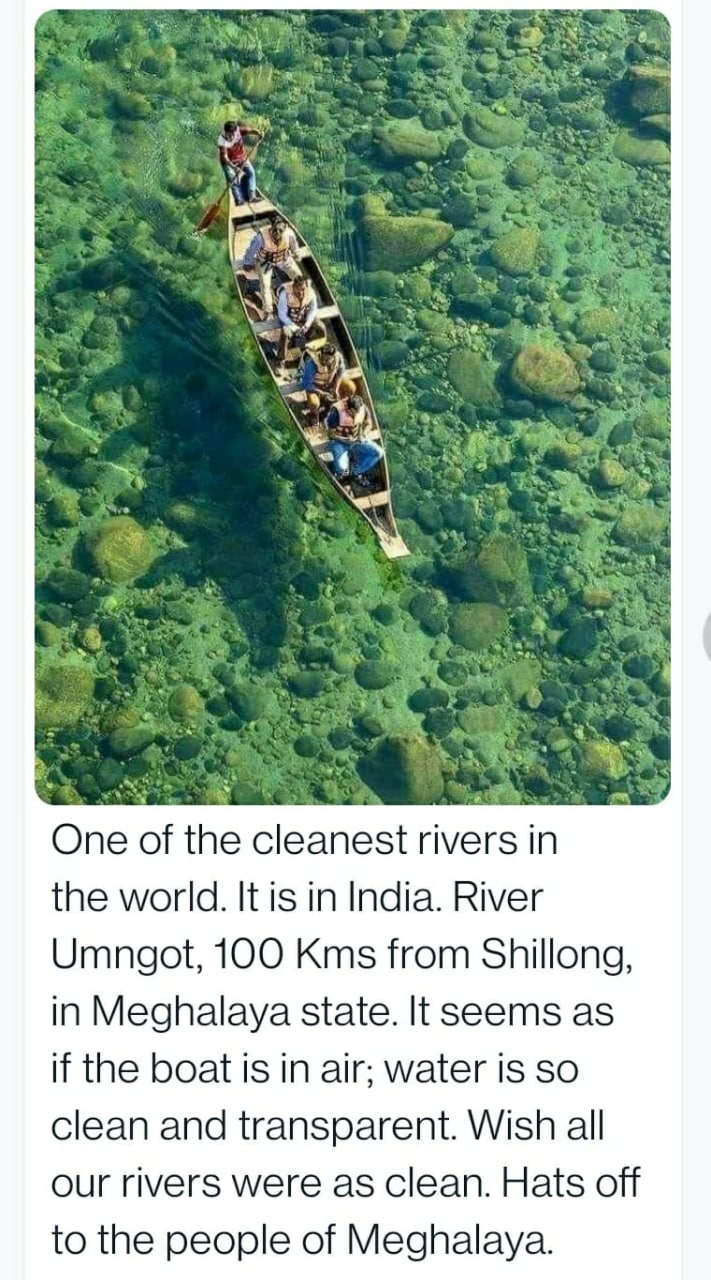 One of the cleanest rivers in
the world. It is in India. River
Umngot, 100 Kms from Shillong,
in Meghalaya state. It seems as
if the boat is in air; water is so
clean and transparent. Wish all
our rivers were as clean. Hats off
to the people of Meghalaya.